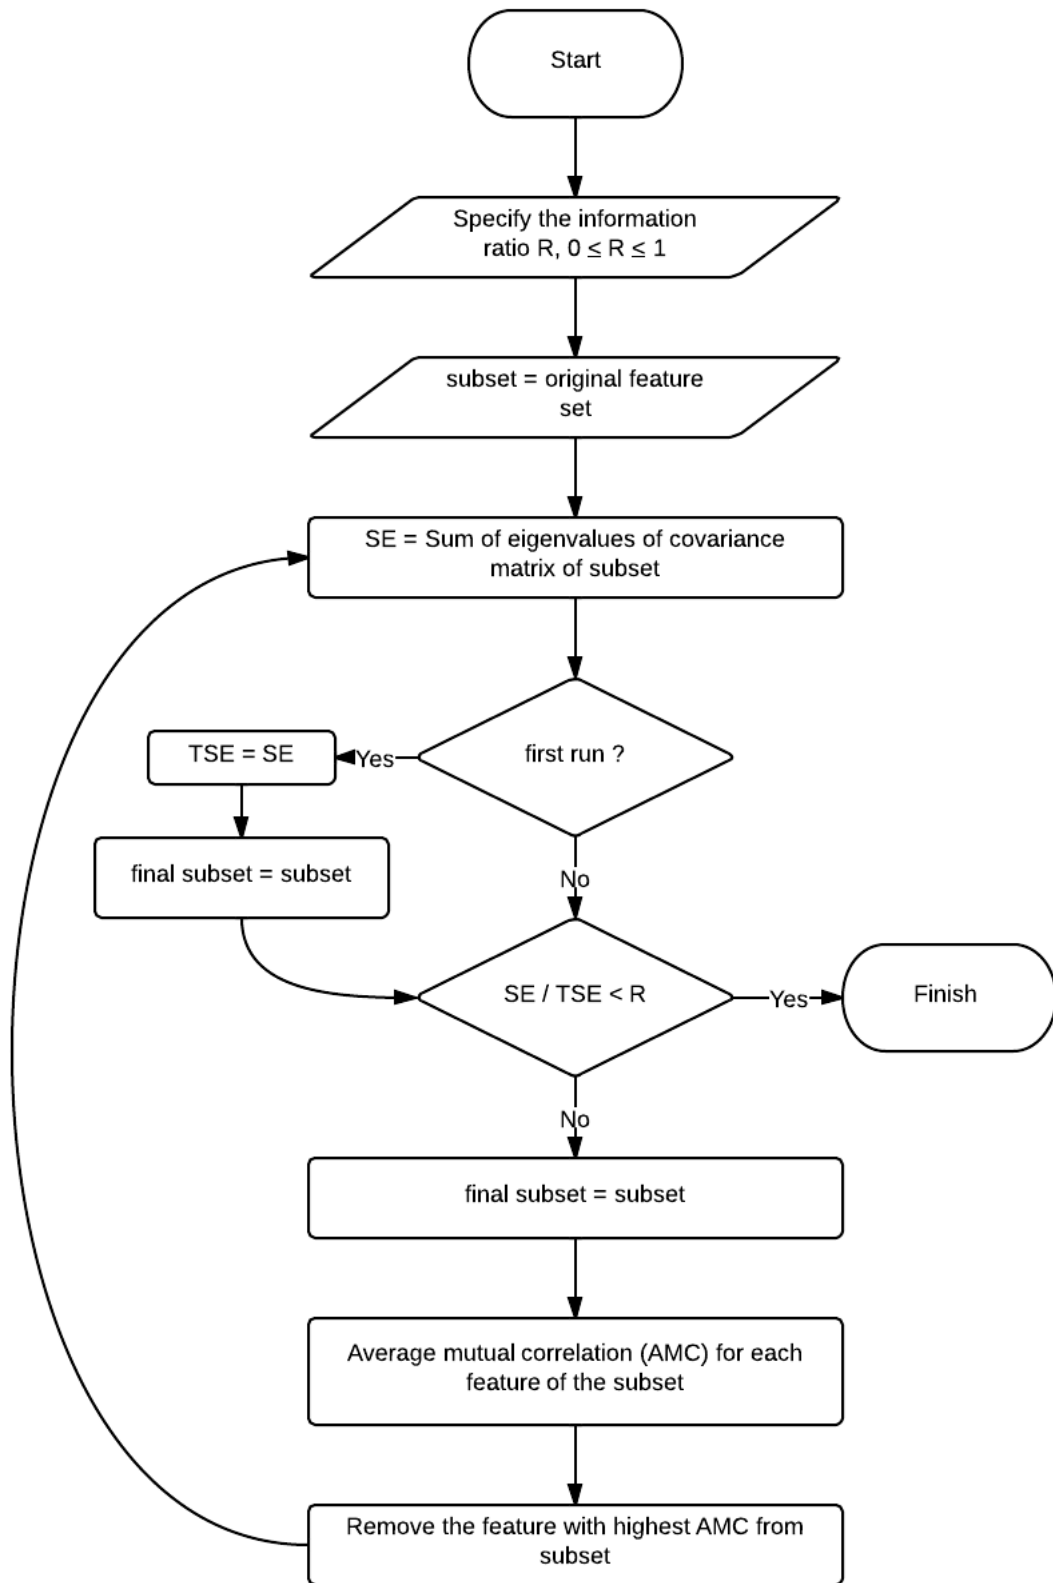 Start
Specify the information
ratio R, 0 ≤ R ≤ 1
subset = original feature
set
SE = Sum of eigenvalues of covariance
matrix of subset
first run ?
Yes
TSE = SE
final subset = subset
No
SE / TSE < R
Yes
Finish
No
final subset = subset
Average mutual correlation (AMC) for each
feature of the subset
Remove the feature with highest AMC from
subset